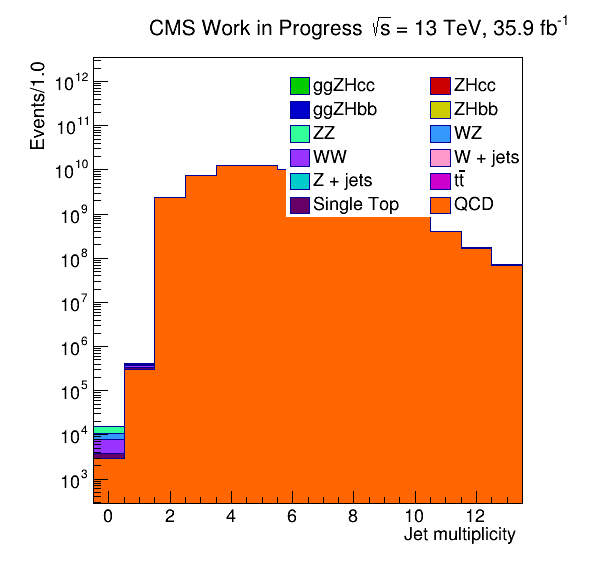 CMS Work in Progress √s = 13 TeV, 35.9 fb⁻¹
Events/1.0
10¹²
10¹¹
10¹⁰
10⁹
10⁸
10⁷
10⁶
10⁵
10⁴
10³
ggZHcc ZHcc
ggZHbb ZHbb
ZZ WZ
WW W + jets
Z + jets tt̄
Single Top QCD
0 2 4 6 8 10 12
Jet multiplicity